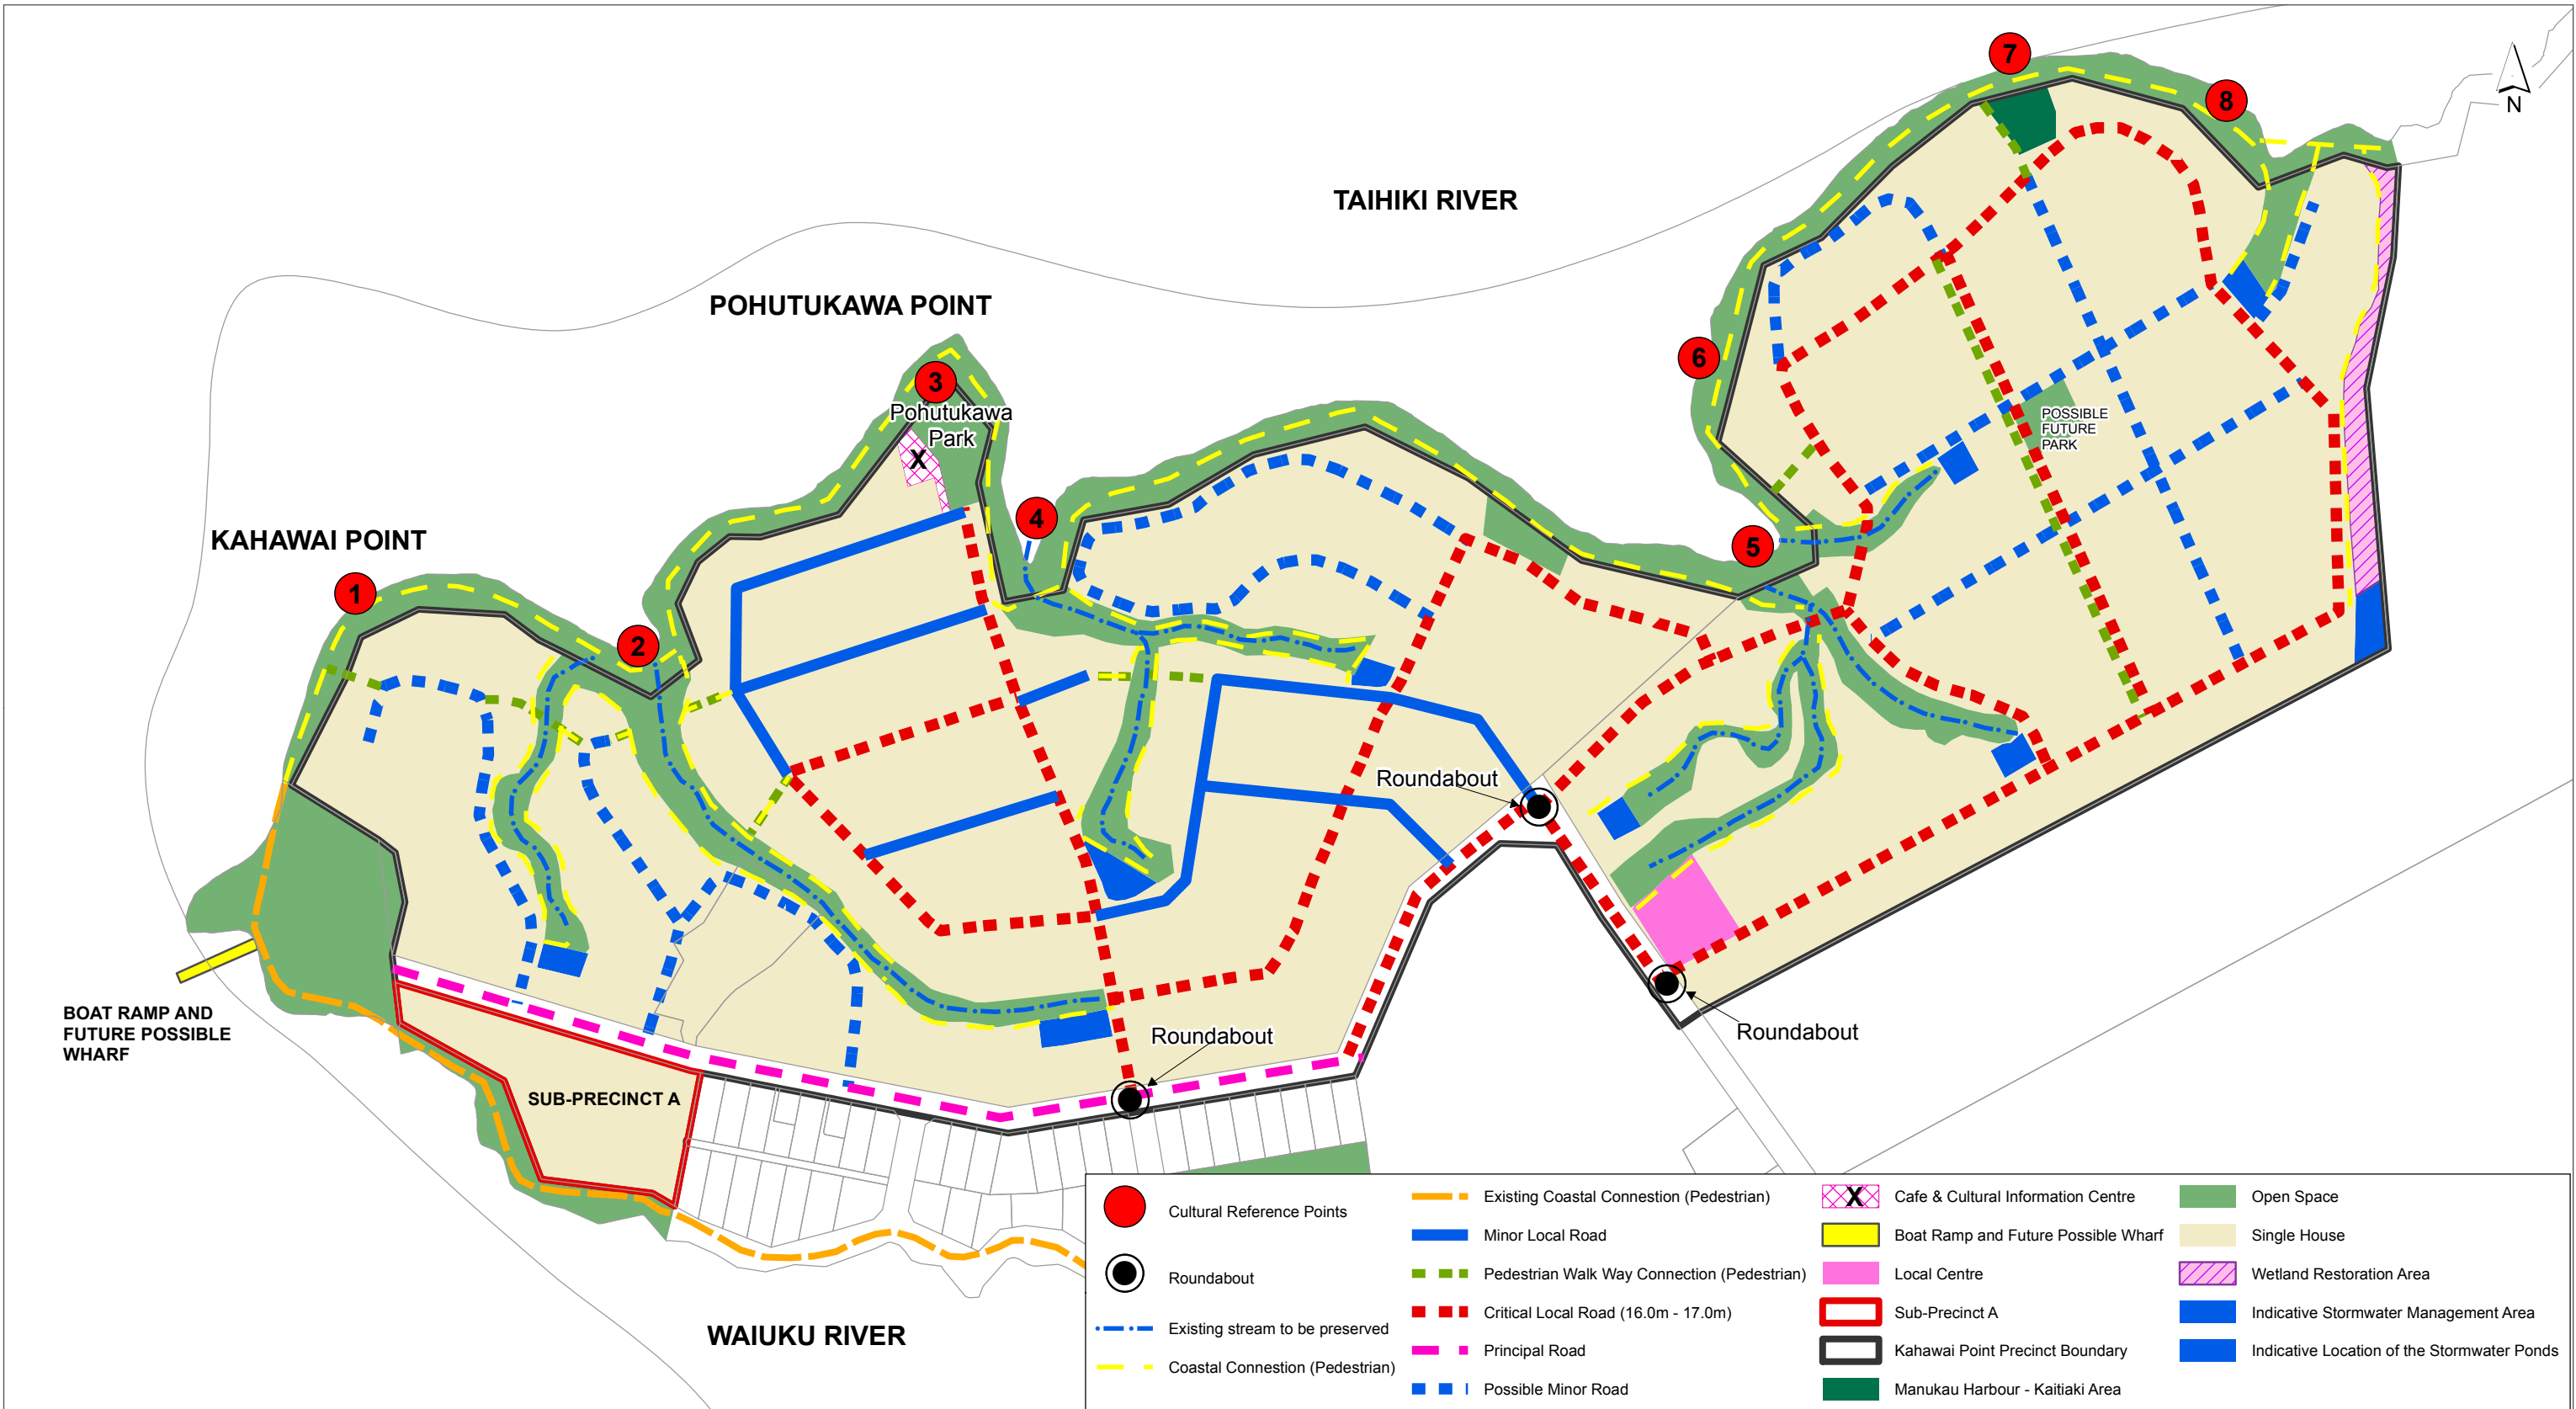 7
8
N
TAIHIKI RIVER
POHUTUKAWA POINT
6
3
Pohutukawa
Park
X
POSSIBLE
FUTURE
PARK
4
KAHAWAI POINT
5
1
2
Roundabout
Roundabout
Roundabout
BOAT RAMP AND
FUTURE POSSIBLE
WHARF
SUB-PRECINCT A
WAIUKU RIVER
Cultural Reference Points
Roundabout
Existing stream to be preserved
Coastal Connestion (Pedestrian)
Existing Coastal Connestion (Pedestrian)
Minor Local Road
Pedestrian Walk Way Connection (Pedestrian)
Critical Local Road (16.0m - 17.0m)
Principal Road
Possible Minor Road
X
Cafe & Cultural Information Centre
Boat Ramp and Future Possible Wharf
Local Centre
Sub-Precinct A
Kahawai Point Precinct Boundary
Manukau Harbour - Kaitiaki Area
Open Space
Single House
Wetland Restoration Area
Indicative Stormwater Management Area
Indicative Location of the Stormwater Ponds